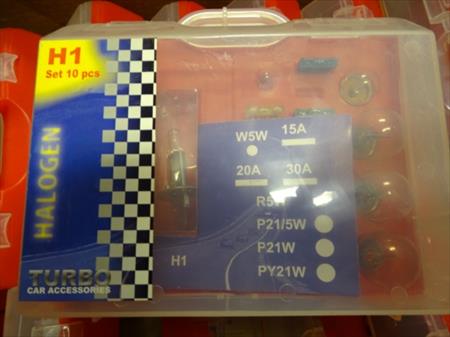 H1
Set 10 pcs
HALOGEN
TURBO
CAR ACCESSORIES
W5W
15A
20A
30A
R5W
P21/5W
P21W
PY21W
H1